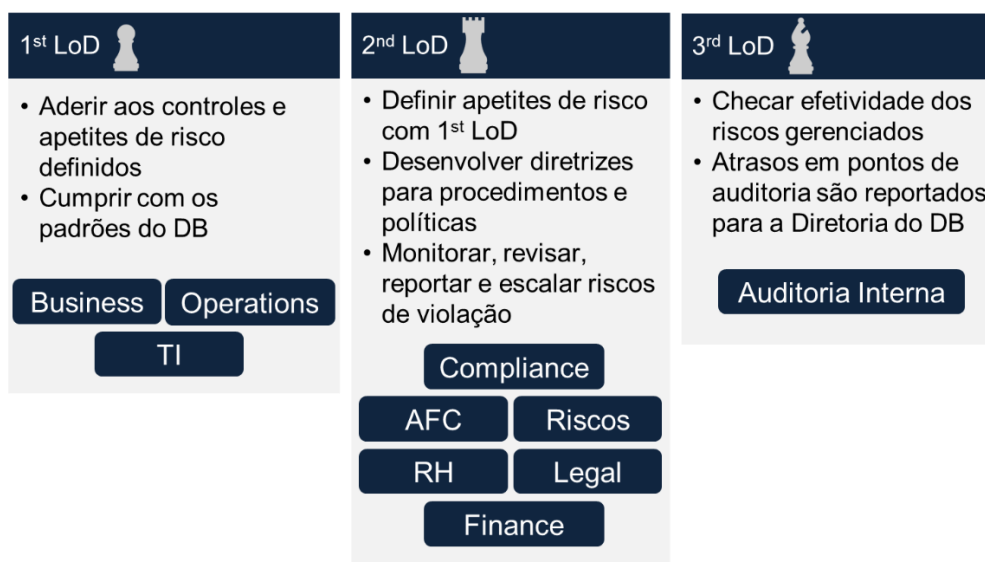 1st LoD
• Aderir aos controles e
apetites de risco
definidos
• Cumprir com os
padrões do DB
Business
Operations
TI
2nd LoD
• Definir apetites de risco
com 1st LoD
• Desenvolver diretrizes
para procedimentos e
políticas
• Monitorar, revisar,
reportar e escalar riscos
de violação
Compliance
AFC
Riscos
RH
Legal
Finance
3rd LoD
• Checar efetividade dos
riscos gerenciados
• Atrasos em pontos de
auditoria são reportados
para a Diretoria do DB
Auditoria Interna